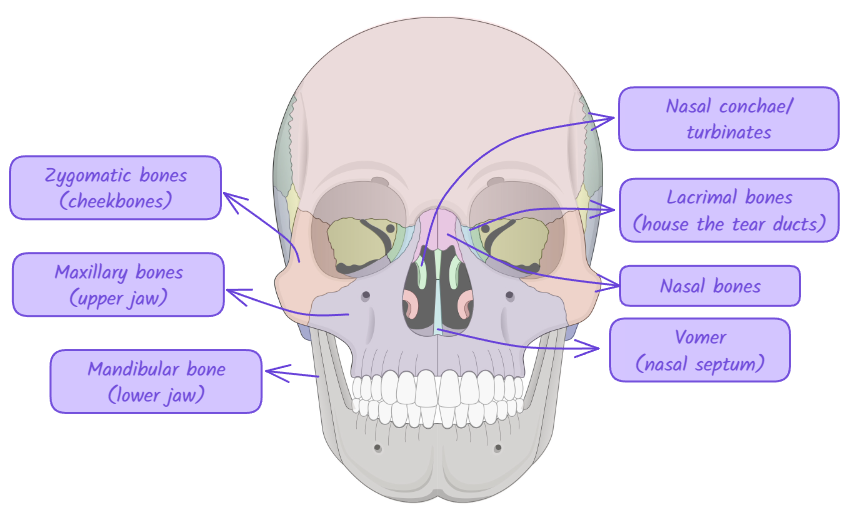 Nasal conchae/
turbinates
Zygomatic bones
(cheekbones)
Lacrimal bones
(house the tear ducts)
Maxillary bones
(upper jaw)
Nasal bones
Vomer
(nasal septum)
Mandibular bone
(lower jaw)